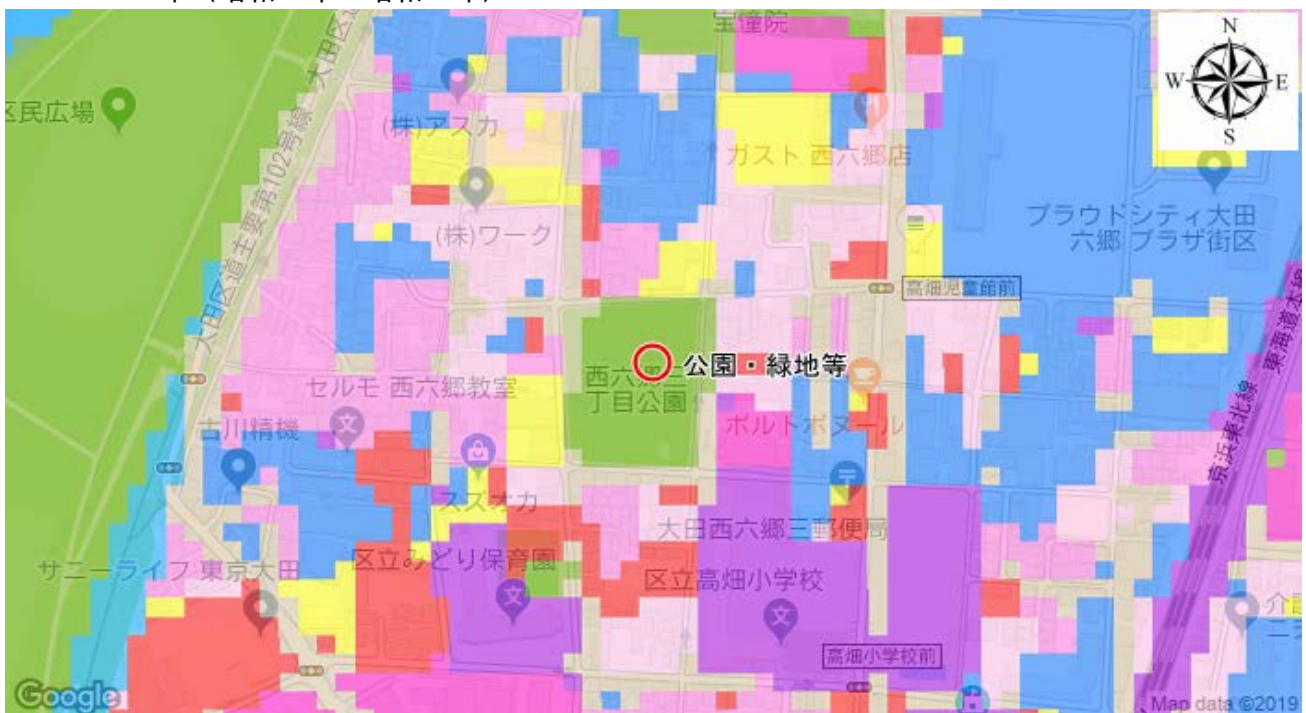 宝憧院
N
W
E
S
区民広場
大田区道主要第102号線
大田区
(株)アスカ
ガスト 西六郷店
(株)ワーク
プラウドシティ大田
六郷 プラザ街区
高畑児童館前
東海道本線
公園・緑地等
西六郷三
丁目公園
セルモ 西六郷教室
古川精機
ボルトボヌール
京浜東北線
スズオカ
大田西六郷三郵便局
区立みどり保育園
サニーライフ 東京大田
区立高畑小学校
高畑小学校前
Google
Map data ©2019